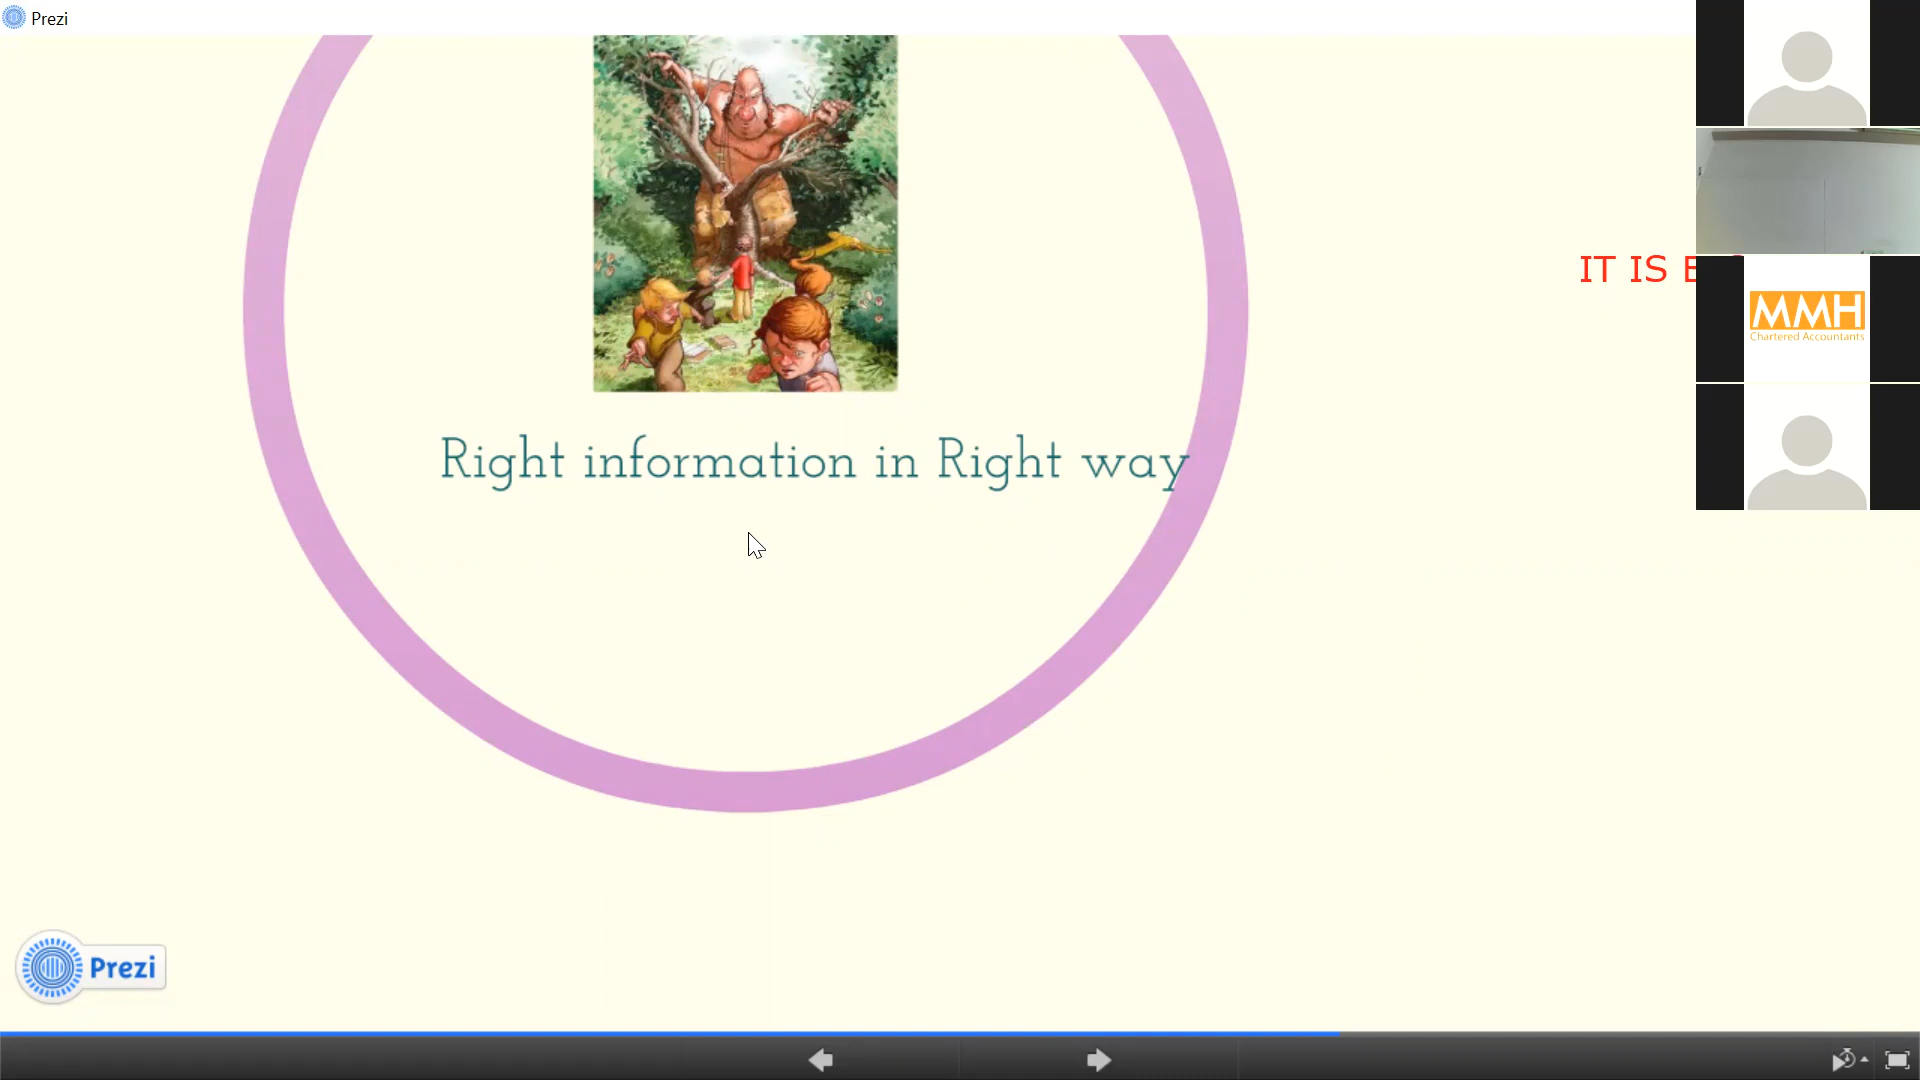 Prezi
Right information in Right way
IT IS
MMH
Chartered Accountants
Prezi